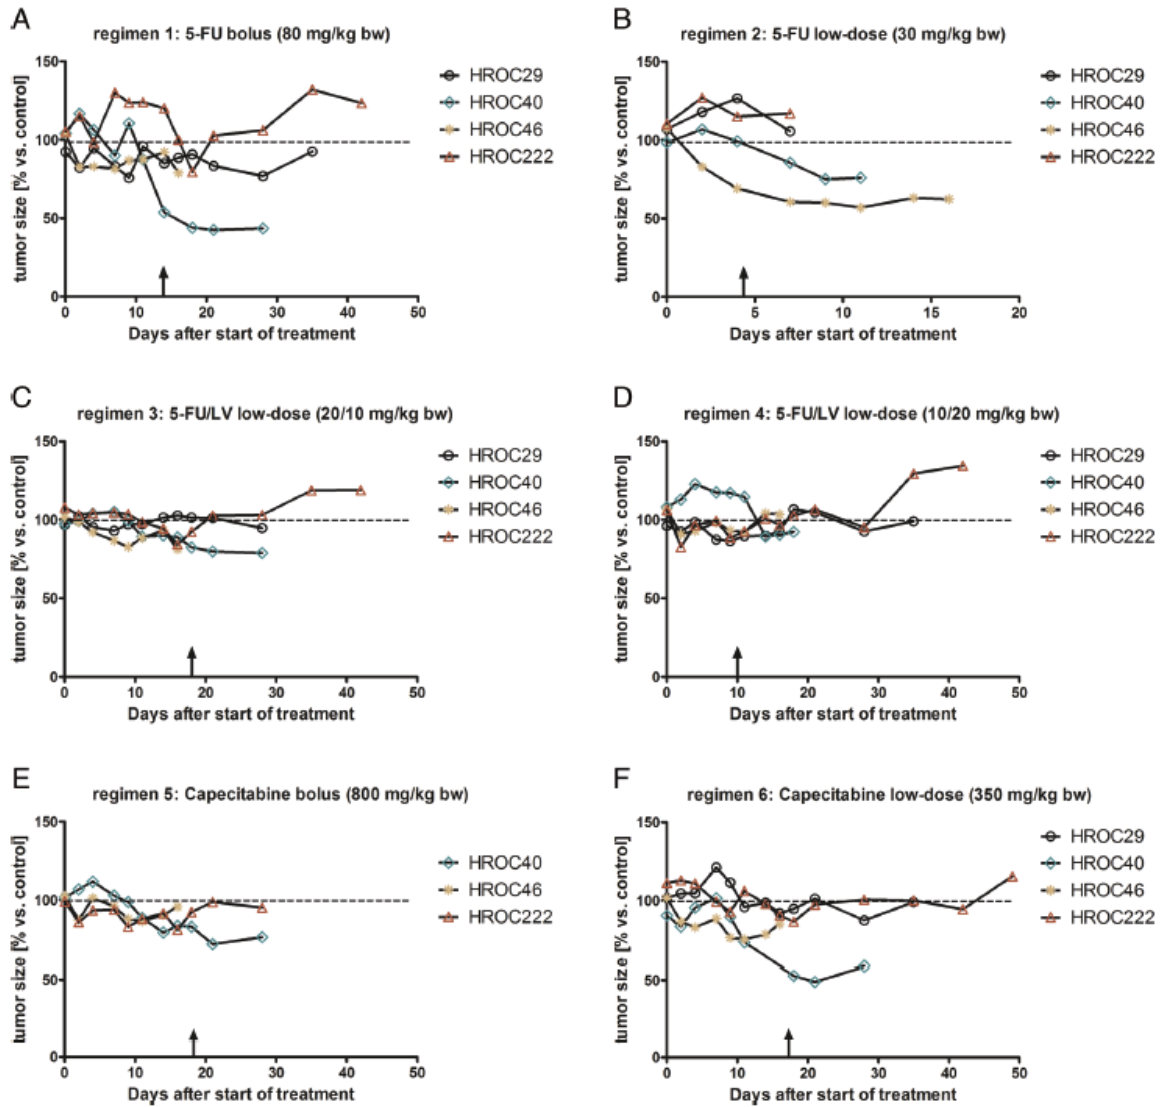 A
regimen 1: 5-FU bolus (80 mg/kg bw)
tumor size [% vs. control]
150
100
50
0
0 10 20 30 40 50
Days after start of treatment
HROC29
HROC40
HROC46
HROC222
B
regimen 2: 5-FU low-dose (30 mg/kg bw)
tumor size [% vs. control]
150
100
50
0
0 5 10 15 20
Days after start of treatment
HROC29
HROC40
HROC46
HROC222
C
regimen 3: 5-FU/LV low-dose (20/10 mg/kg bw)
tumor size [% vs. control]
150
100
50
0
0 10 20 30 40 50
Days after start of treatment
HROC29
HROC40
HROC46
HROC222
D
regimen 4: 5-FU/LV low-dose (10/20 mg/kg bw)
tumor size [% vs. control]
150
100
50
0
0 10 20 30 40 50
Days after start of treatment
HROC29
HROC40
HROC46
HROC222
E
regimen 5: Capecitabine bolus (800 mg/kg bw)
tumor size [% vs. control]
150
100
50
0
0 10 20 30 40 50
Days after start of treatment
HROC40
HROC46
HROC222
F
regimen 6: Capecitabine low-dose (350 mg/kg bw)
tumor size [% vs. control]
150
100
50
0
0 10 20 30 40 50
Days after start of treatment
HROC29
HROC40
HROC46
HROC222